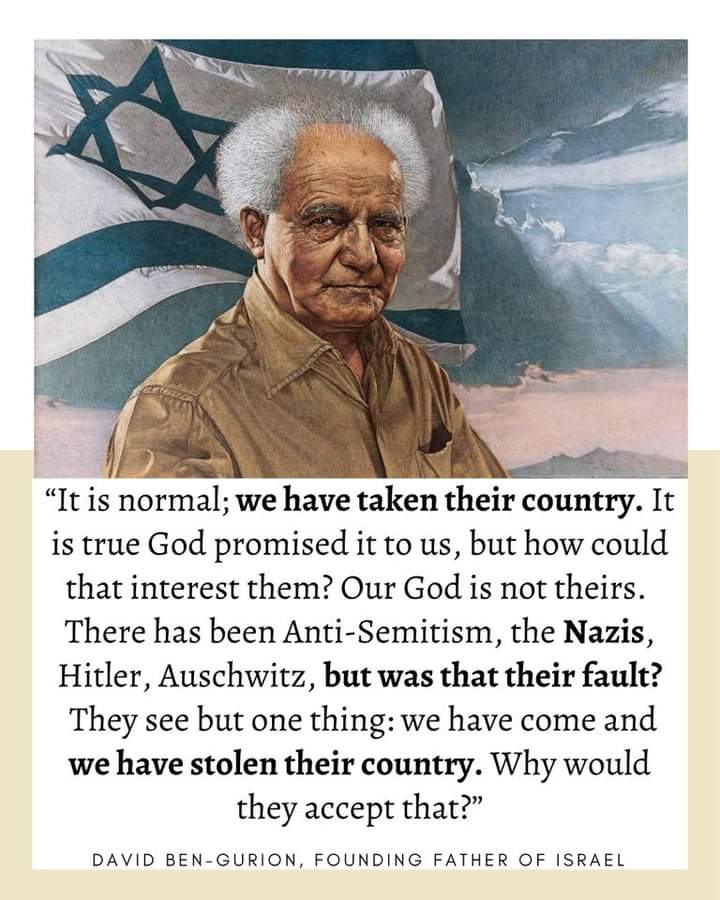 “It is normal; we have taken their country. It
is true God promised it to us, but how could
that interest them? Our God is not theirs.
There has been Anti-Semitism, the Nazis,
Hitler, Auschwitz, but was that their fault?
They see but one thing: we have come and
we have stolen their country. Why would
they accept that?”
DAVID BEN-GURION, FOUNDING FATHER OF ISRAEL